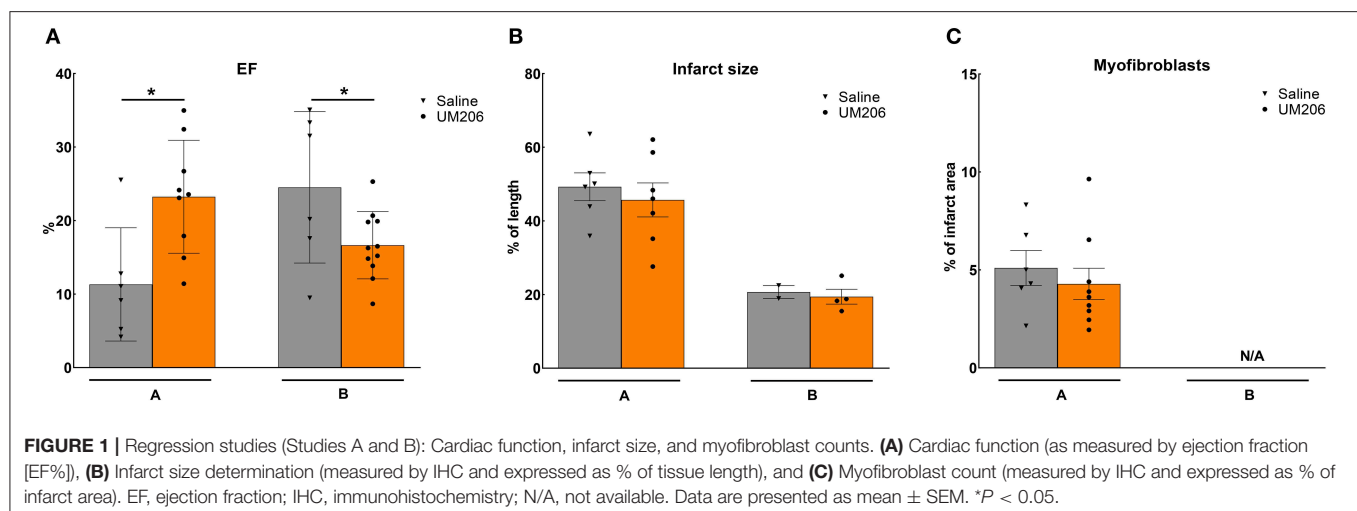 A
EF
40
30
20
10
0
%
*
*
Saline
UM206
A
B
B
Infarct size
80
60
40
20
0
% of length
Saline
UM206
A
B
C
Myofibroblasts
15
10
5
0
% of infarct area
Saline
UM206
N/A
A
B
FIGURE 1 | Regression studies (Studies A and B): Cardiac function, infarct size, and myofibroblast counts. (A) Cardiac function (as measured by ejection fraction
[EF%]), (B) Infarct size determination (measured by IHC and expressed as % of tissue length), and (C) Myofibroblast count (measured by IHC and expressed as % of
infarct area). EF, ejection fraction; IHC, immunohistochemistry; N/A, not available. Data are presented as mean ± SEM. *P < 0.05.